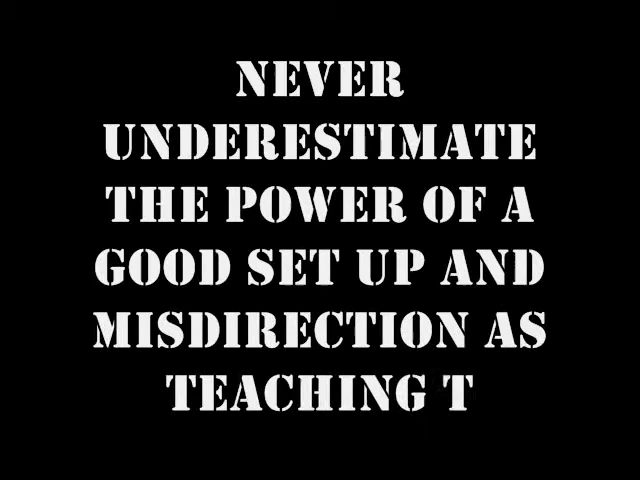 NEVER
UNDERESTIMATE
THE POWER OF A
GOOD SET UP AND
MISDIRECTION AS
TEACHING T